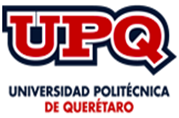 UPQ
UNIVERSIDAD POLITÉCNICA
DE QUERÉTARO